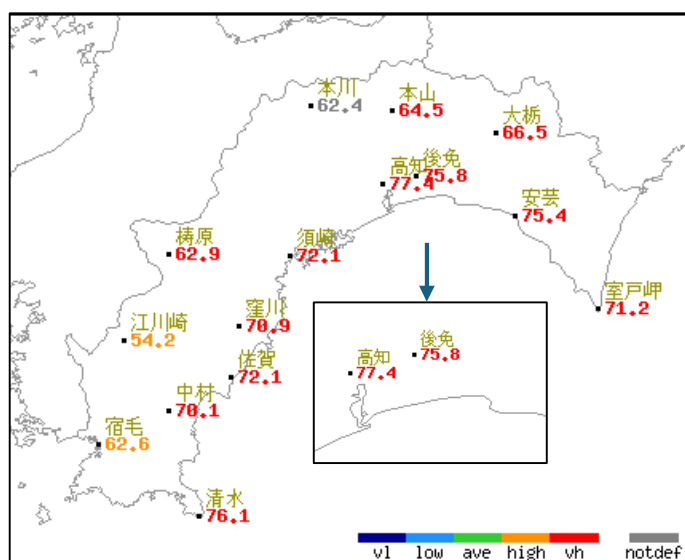 本川
62.4
本山
64.5
大栃
66.5
高知
77.4
後免
75.8
安芸
75.4
梼原
62.9
須崎
72.1
室戸岬
71.2
窪川
70.9
江川崎
54.2
佐賀
72.1
中村
70.1
宿毛
62.6
清水
76.1
後免
75.8
高知
77.4
vl low ave high vh notdef